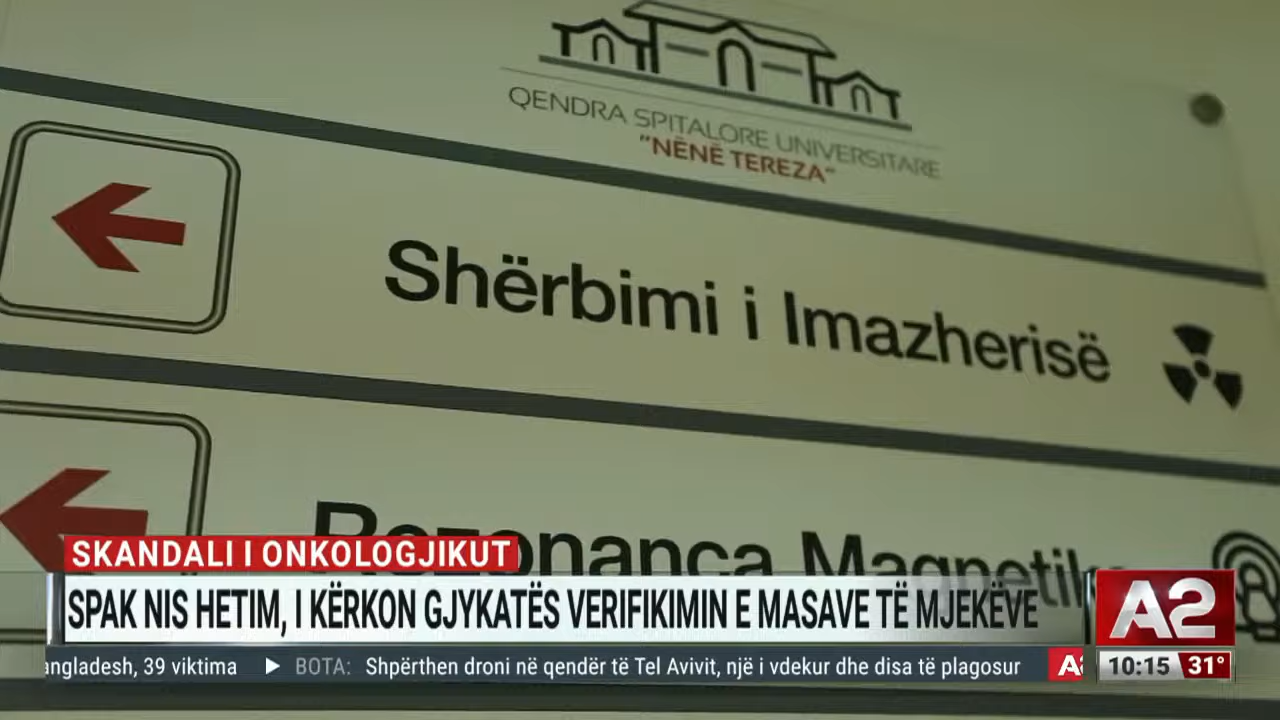 QENDRA SPITALORE UNIVERSITARE
"NËNË TEREZA"
Shërbimi i Imazherisë
Rezonanca Magnetike
SKANDALI I ONKOLOGJIKUT
SPAK NIS HETIM, I KËRKON GJYKATËS VERIFIKIMIN E MASAVE TË MJEKËVE
A2
angladesh, 39 viktima ▶ BOTA: Shpërthen droni në qendër të Tel Avivit, një i vdekur dhe disa të plagosur
10:15 31°